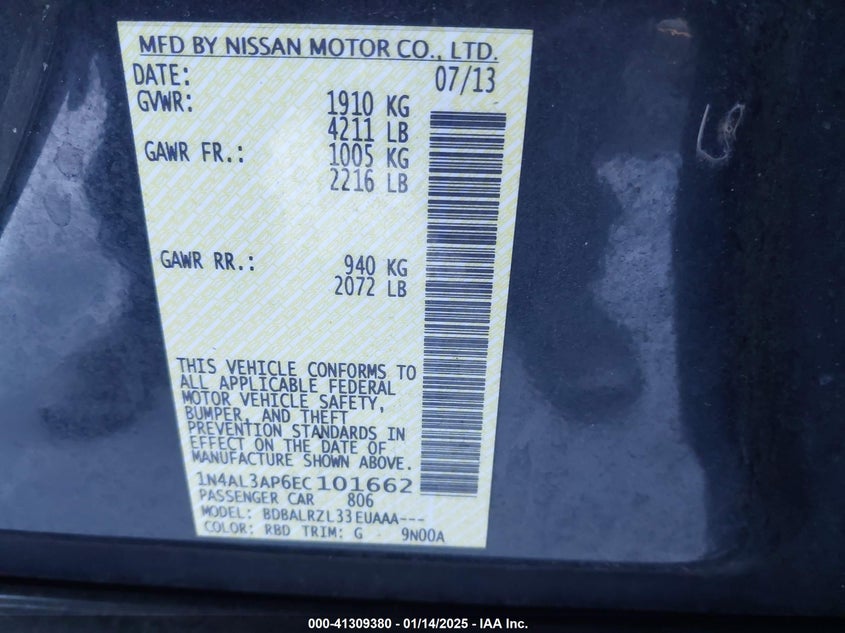 MFD BY NISSAN MOTOR CO., LTD.
DATE: 07/13
GVWR: 1910 KG
4211 LB
GAWR FR.: 1005 KG
2216 LB
GAWR RR.: 940 KG
2072 LB
THIS VEHICLE CONFORMS TO
ALL APPLICABLE FEDERAL
MOTOR VEHICLE SAFETY,
BUMPER, AND THEFT
PREVENTION STANDARDS IN
EFFECT ON THE DATE OF
MANUFACTURE SHOWN ABOVE.
1N4AL3AP6EC101662
PASSENGER CAR 806
MODEL: BDBALRZL33EUAAA---
COLOR: RBD TRIM: G 9N00A
000-41309380 - 01/14/2025 - IAA Inc.